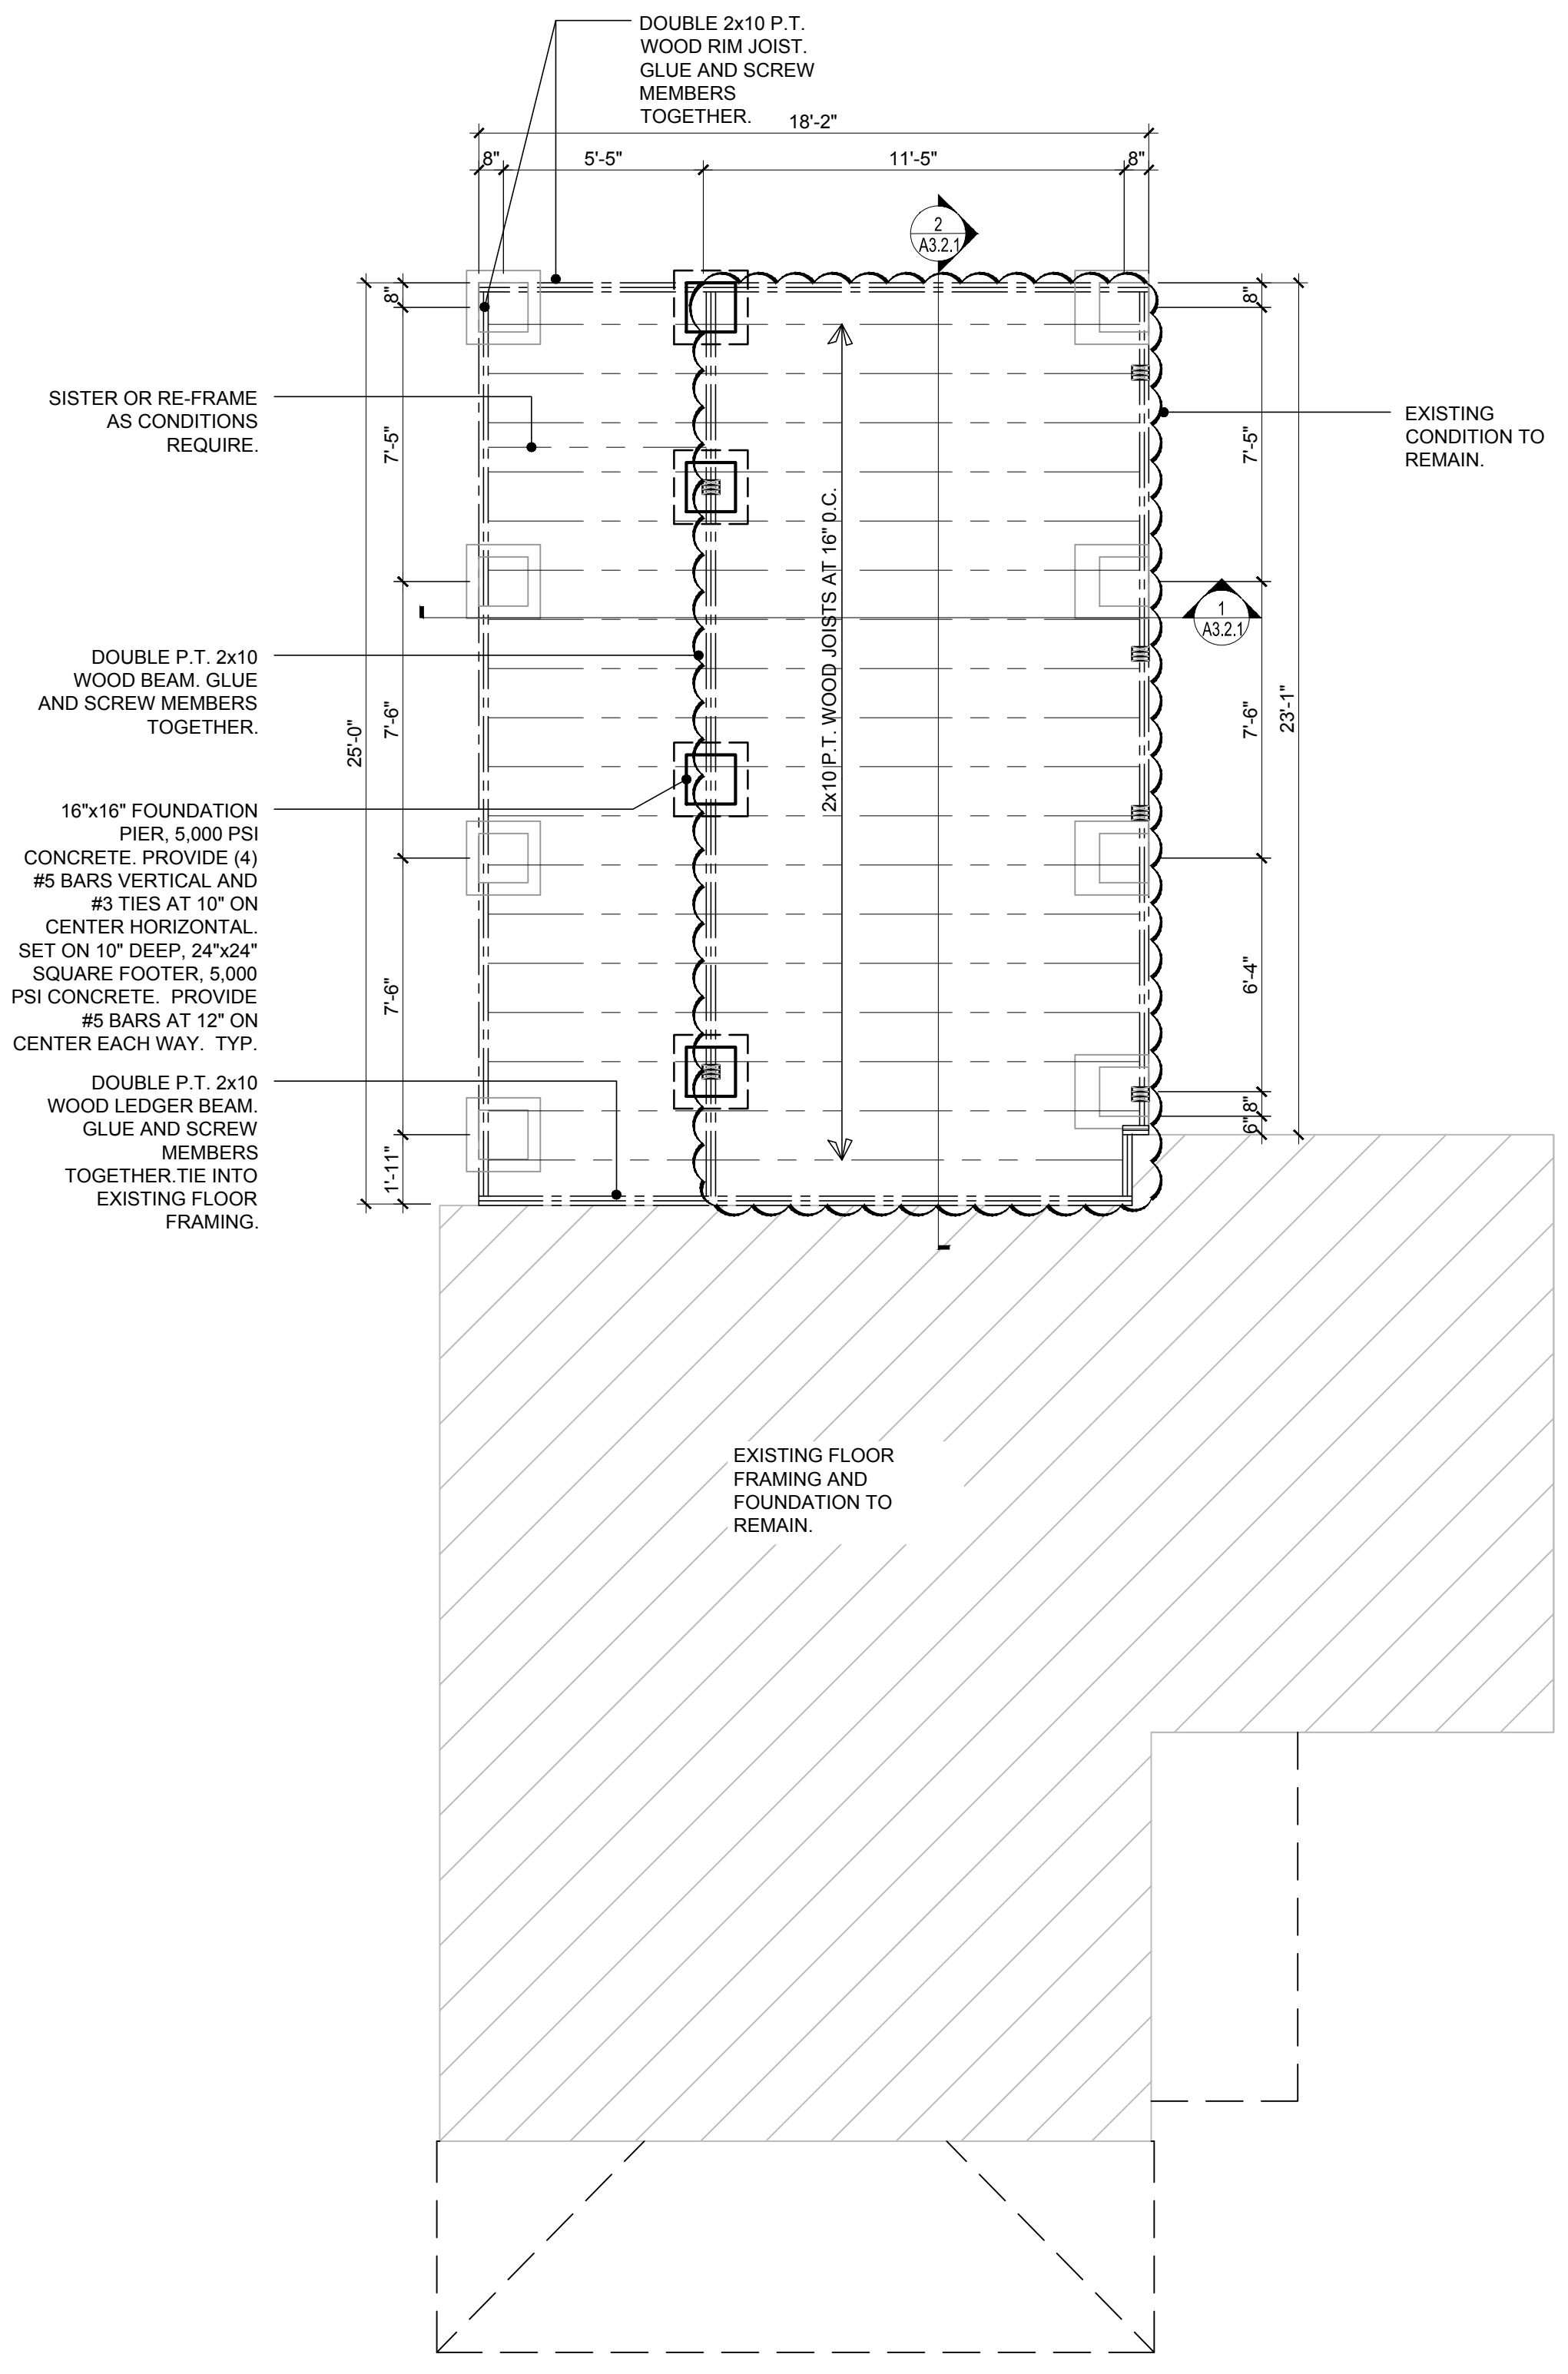 DOUBLE 2x10 P.T.
WOOD RIM JOIST.
GLUE AND SCREW
MEMBERS
TOGETHER.
18'-2"
8"
5'-5"
11'-5"
8"
2
A3.2.1
8"
8"
SISTER OR RE-FRAME
AS CONDITIONS
REQUIRE.
7'-5"
7'-5"
EXISTING
CONDITION TO
REMAIN.
2x10 P.T. WOOD JOISTS AT 16" 0.C.
1
A3.2.1
DOUBLE P.T. 2x10
WOOD BEAM. GLUE
AND SCREW MEMBERS
TOGETHER.
25'-0"
7'-6"
7'-6"
23'-1"
16"x16" FOUNDATION
PIER, 5,000 PSI
CONCRETE. PROVIDE (4)
#5 BARS VERTICAL AND
#3 TIES AT 10" ON
CENTER HORIZONTAL.
SET ON 10" DEEP, 24"x24"
SQUARE FOOTER, 5,000
PSI CONCRETE.  PROVIDE
#5 BARS AT 12" ON
CENTER EACH WAY.  TYP.
7'-6"
6'-4"
8"
6"
DOUBLE P.T. 2x10
WOOD LEDGER BEAM.
GLUE AND SCREW
MEMBERS
TOGETHER.TIE INTO
EXISTING FLOOR
FRAMING.
1'-11"
EXISTING FLOOR
FRAMING AND
FOUNDATION TO
REMAIN.